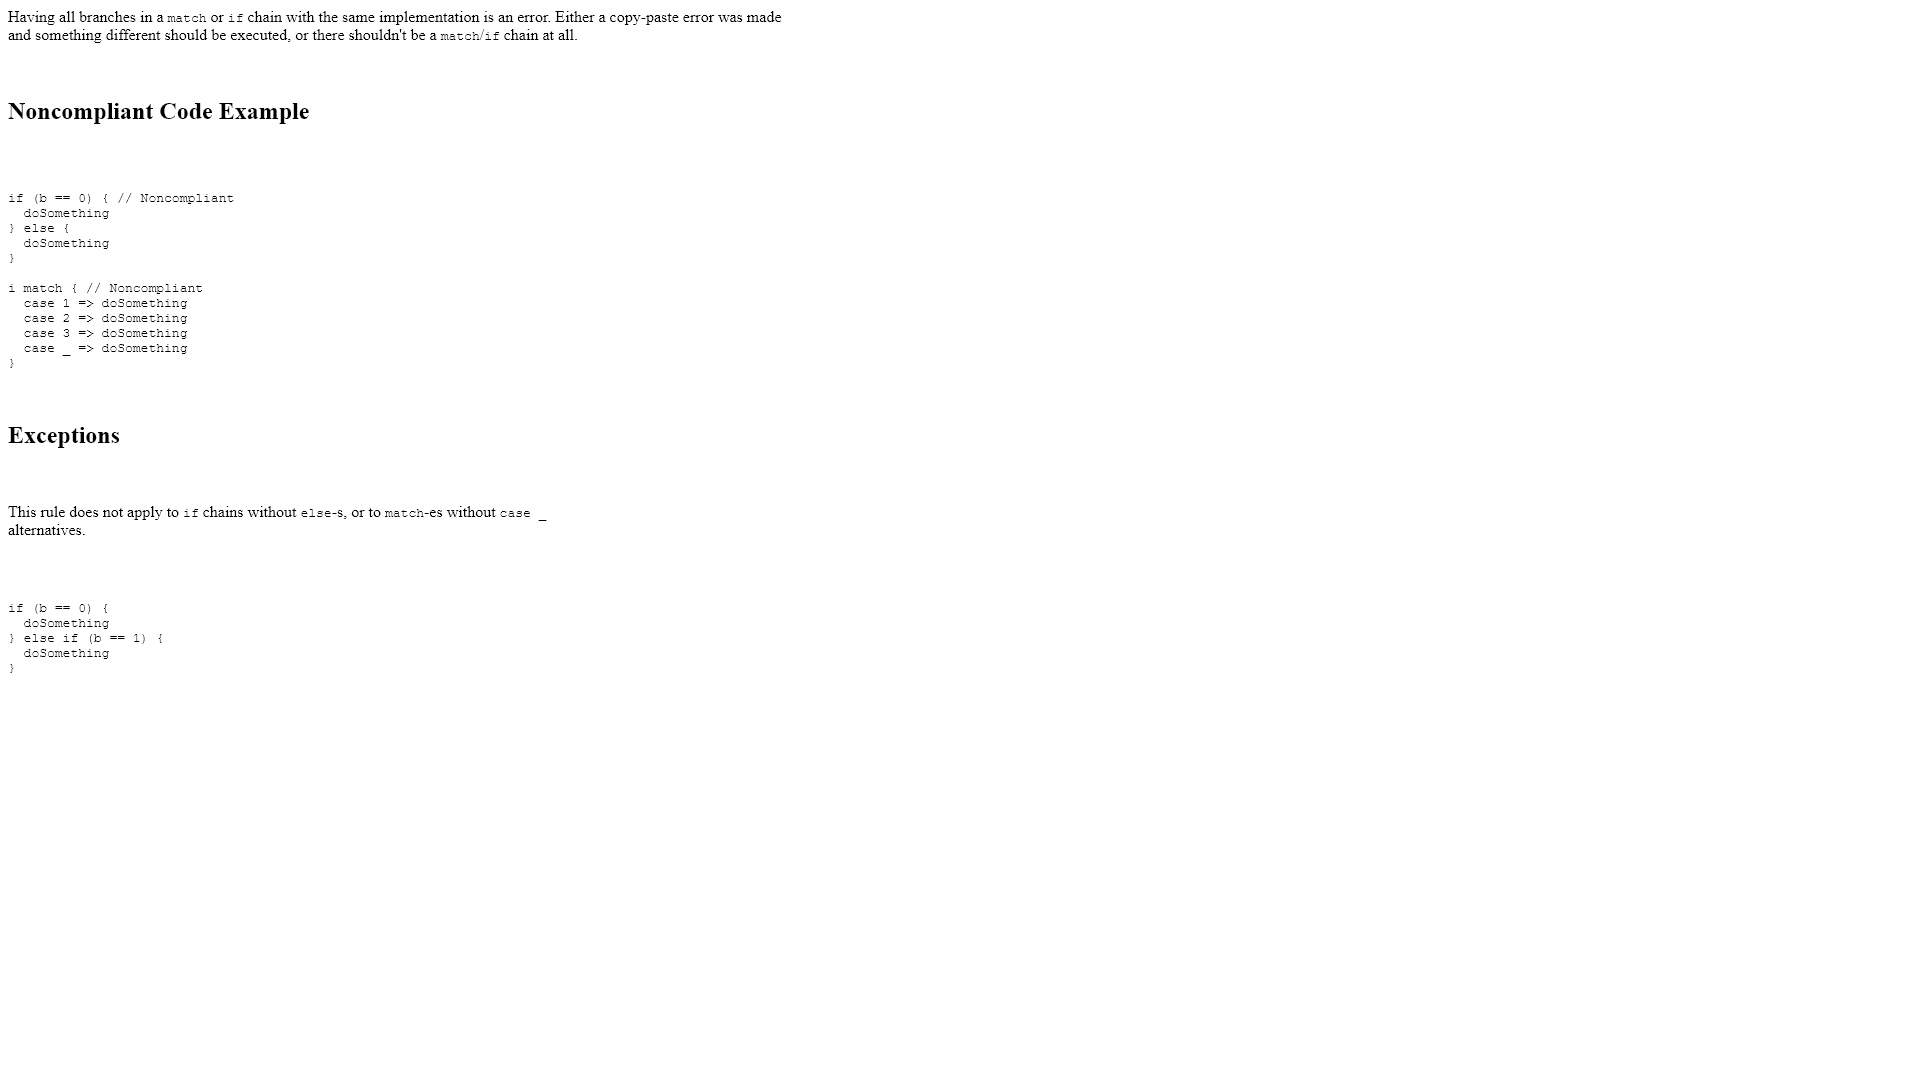 Having all branches in a match or if chain with the same implementation is an error. Either a copy-paste error was made
and something different should be executed, or there shouldn't be a match/if chain at all.
Noncompliant Code Example
if (b == 0) { // Noncompliant
  doSomething
} else {
  doSomething
}
i match { // Noncompliant
  case 1 => doSomething
  case 2 => doSomething
  case 3 => doSomething
  case _ => doSomething
}
Exceptions
This rule does not apply to if chains without else-s, or to match-es without case _
alternatives.
if (b == 0) {
  doSomething
} else if (b == 1) {
  doSomething
}